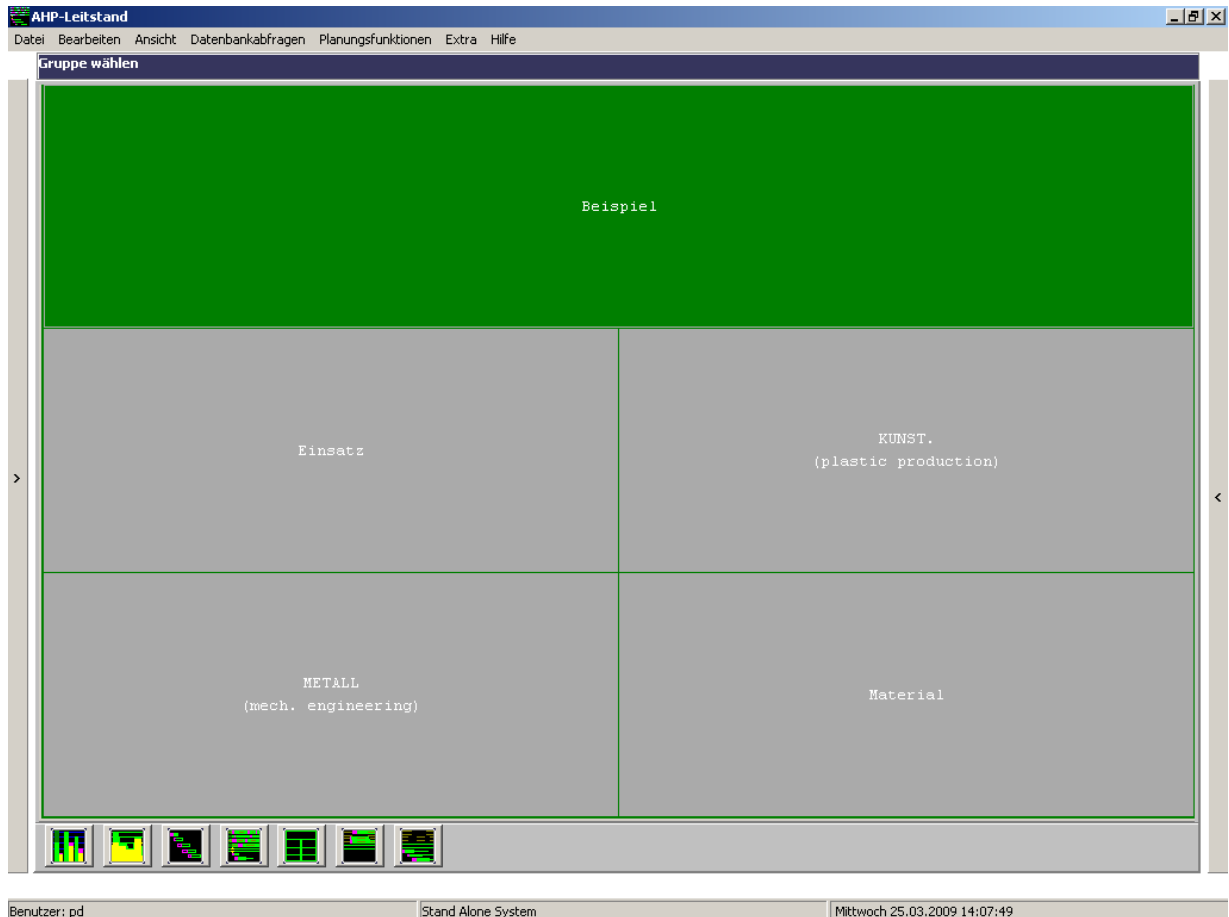 AHP-Leitstand
Datei Bearbeiten Ansicht Datenbankabfragen Planungsfunktionen Extra Hilfe
Gruppe wählen
Beispiel
Einsatz
KUNST.
(plastic production)
>
<
METALL
(mech. engineering)
Material
Benutzer: pd
Stand Alone System
Mittwoch 25.03.2009 14:07:49